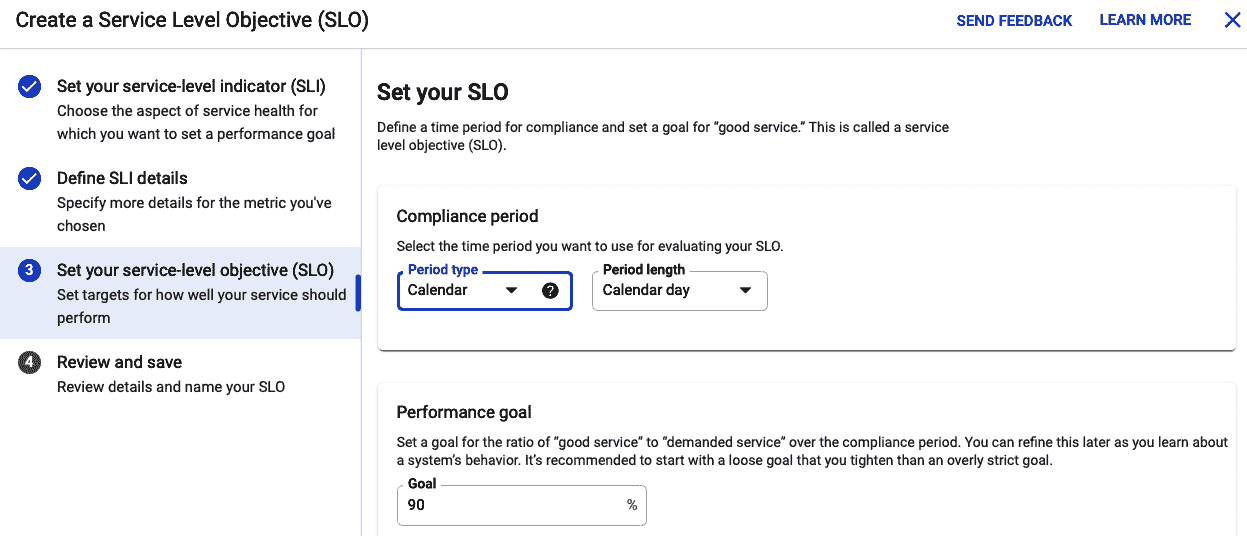 Create a Service Level Objective (SLO)
SEND FEEDBACK
LEARN MORE
Set your service-level indicator (SLI)
Choose the aspect of service health for
which you want to set a performance goal
Define SLI details
Specify more details for the metric you've
chosen
3
Set your service-level objective (SLO)
Set targets for how well your service should
perform
4
Review and save
Review details and name your SLO
Set your SLO
Define a time period for compliance and set a goal for “good service.” This is called a service
level objective (SLO).
Compliance period
Select the time period you want to use for evaluating your SLO.
Period type
Calendar
?
Period length
Calendar day
Performance goal
Set a goal for the ratio of “good service” to “demanded service” over the compliance period. You can refine this later as you learn about
a system’s behavior. It’s recommended to start with a loose goal that you tighten than an overly strict goal.
Goal
90 %